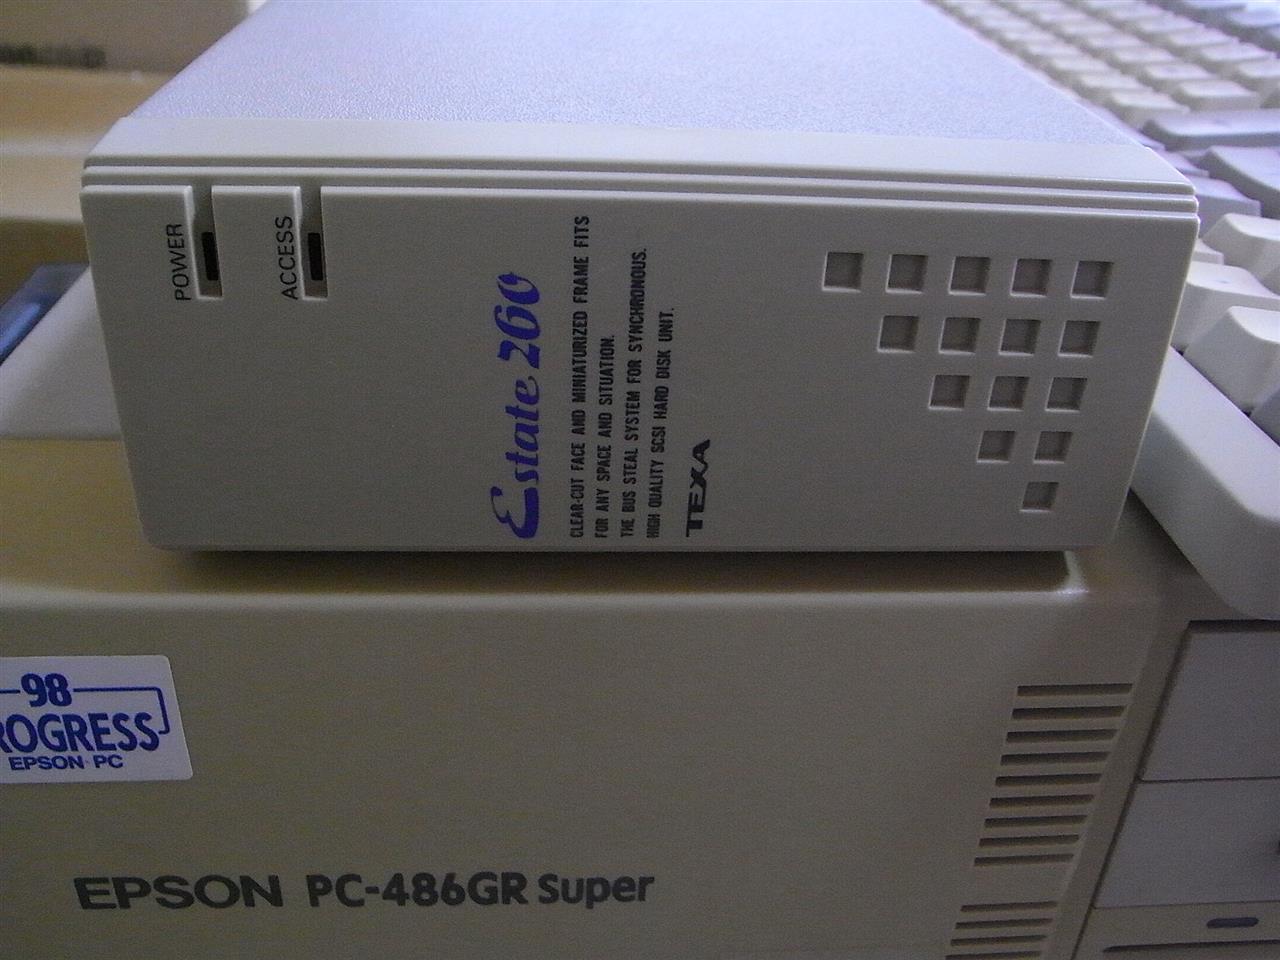 POWER
ACCESS
Estate 260
CLEAR-CUT FACE AND MINIATURIZED FRAME FITS
FOR ANY SPACE AND SITUATION.
THE BUS STEAL SYSTEM FOR SYNCHRONOUS.
HIGH QUALITY SCSI HARD DISK UNIT.
TEXA
98
ROGRESS
EPSON PC
EPSON PC-486GR Super